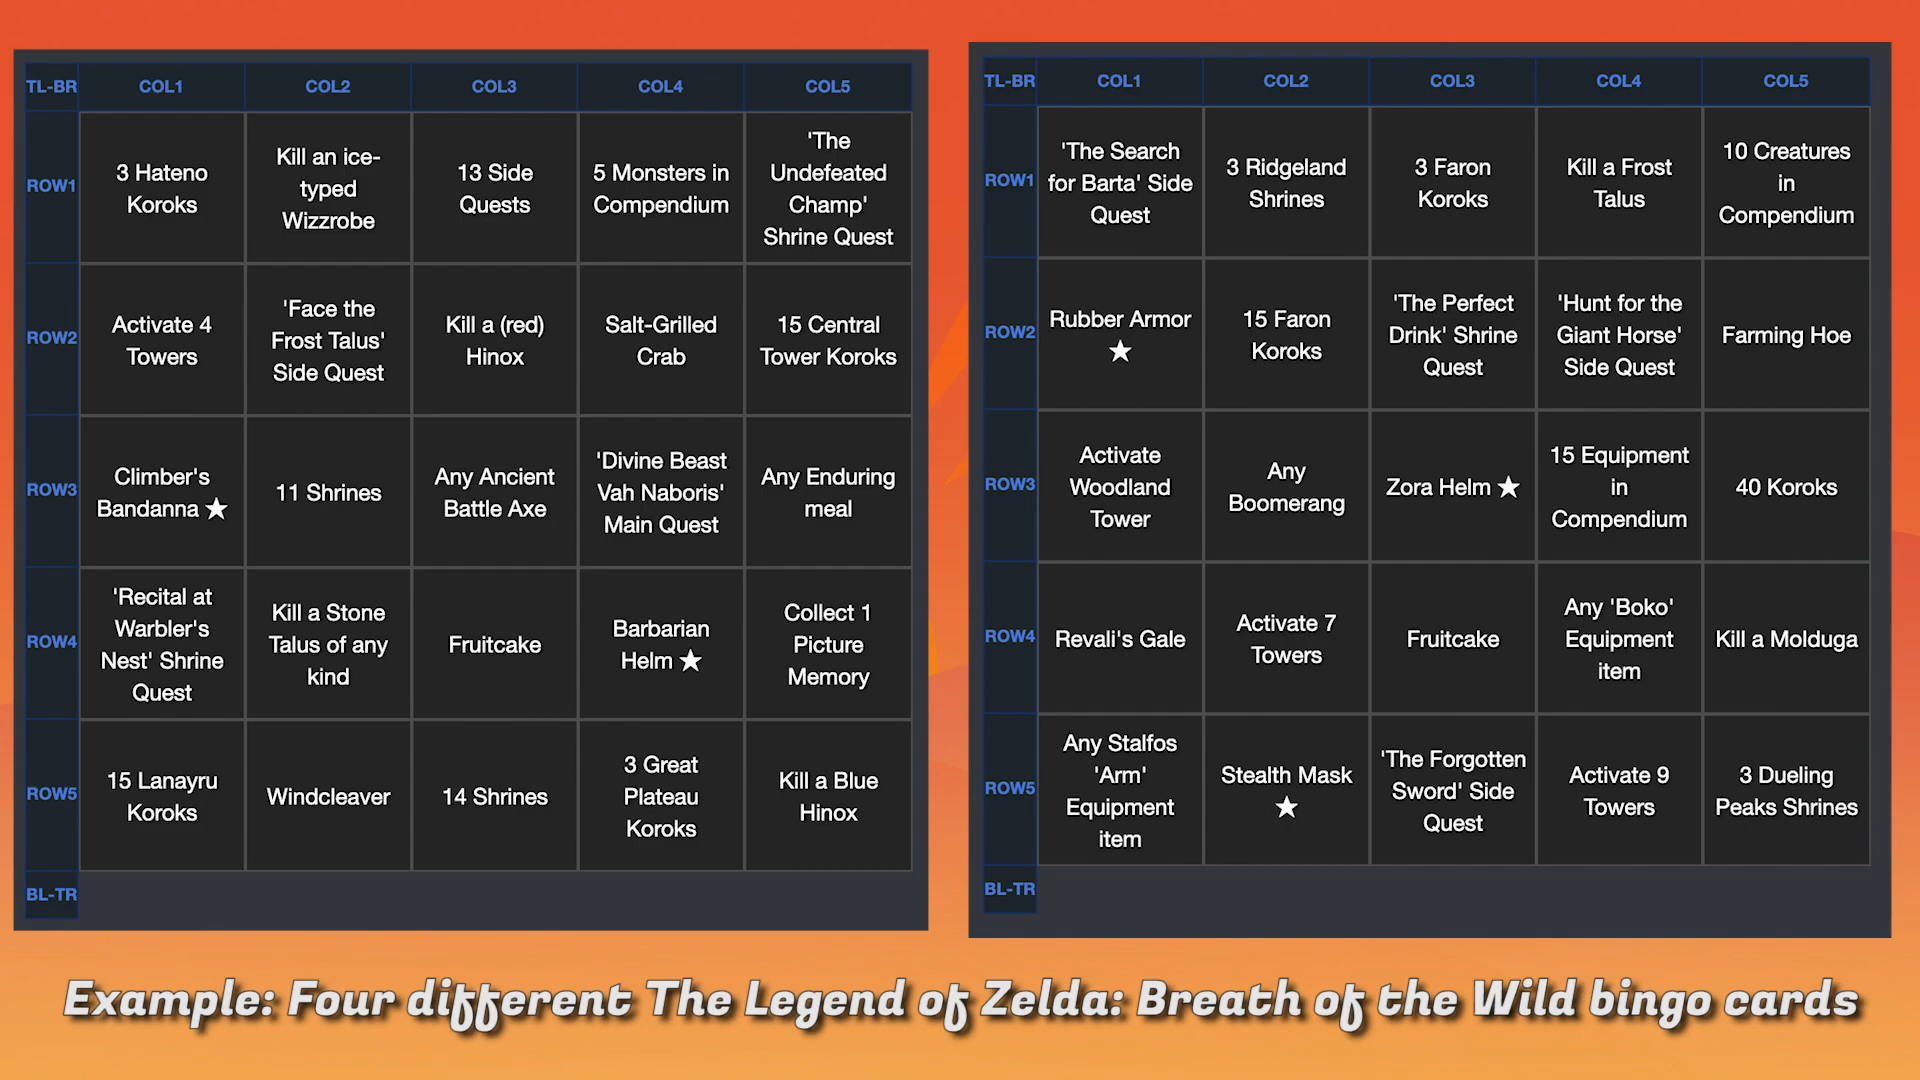 TL-BR COL1 COL2 COL3 COL4 COL5
ROW1
3 Hateno
Koroks
Kill an ice-
typed
Wizzrobe
13 Side
Quests
5 Monsters in
Compendium
'The
Undefeated
Champ'
Shrine Quest
ROW2
Activate 4
Towers
'Face the
Frost Talus'
Side Quest
Kill a (red)
Hinox
Salt-Grilled
Crab
15 Central
Tower Koroks
ROW3
Climber's
Bandanna ★
11 Shrines
Any Ancient
Battle Axe
'Divine Beast
Vah Naboris'
Main Quest
Any Enduring
meal
ROW4
'Recital at
Warbler's
Nest' Shrine
Quest
Kill a Stone
Talus of any
kind
Fruitcake
Barbarian
Helm ★
Collect 1
Picture
Memory
ROW5
15 Lanayru
Koroks
Windcleaver
14 Shrines
3 Great
Plateau
Koroks
Kill a Blue
Hinox
BL-TR
TL-BR COL1 COL2 COL3 COL4 COL5
ROW1
'The Search
for Barta' Side
Quest
3 Ridgeland
Shrines
3 Faron
Koroks
Kill a Frost
Talus
10 Creatures
in
Compendium
ROW2
Rubber Armor
★
15 Faron
Koroks
'The Perfect
Drink' Shrine
Quest
'Hunt for the
Giant Horse'
Side Quest
Farming Hoe
ROW3
Activate
Woodland
Tower
Any
Boomerang
Zora Helm ★
15 Equipment
in
Compendium
40 Koroks
ROW4
Revali's Gale
Activate 7
Towers
Fruitcake
Any 'Boko'
Equipment
item
Kill a Molduga
ROW5
Any Stalfos
'Arm'
Equipment
item
Stealth Mask
★
'The Forgotten
Sword' Side
Quest
Activate 9
Towers
3 Dueling
Peaks Shrines
BL-TR
Example: Four different The Legend of Zelda: Breath of the Wild bingo cards